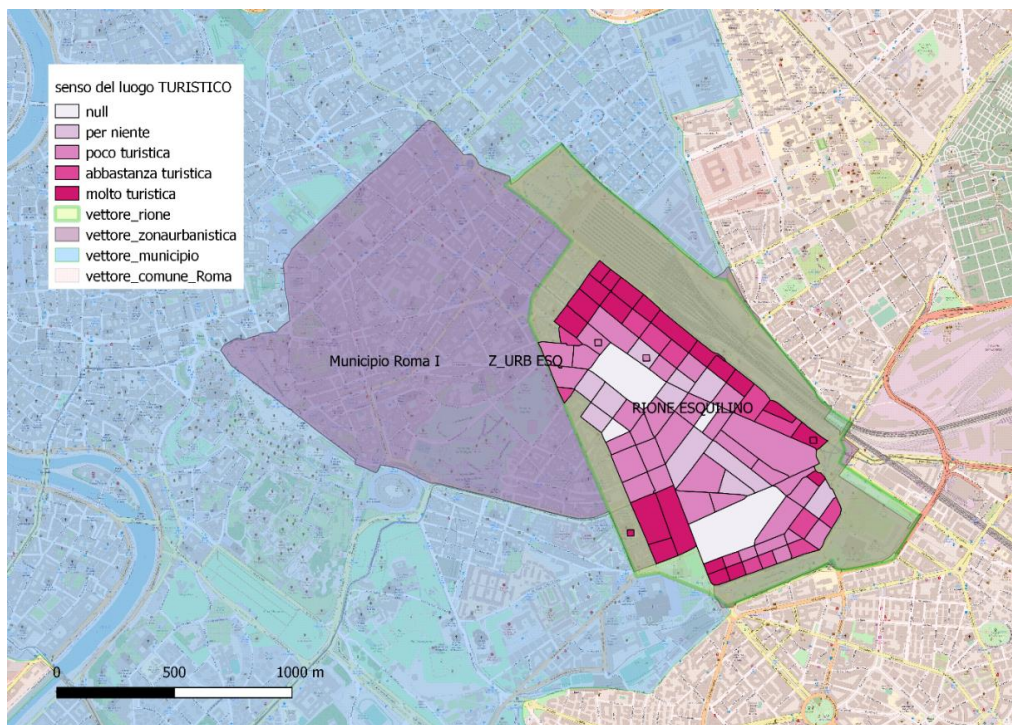 senso del luogo TURISTICO
null
per niente
poco turistica
abbastanza turistica
molto turistica
vettore_rione
vettore_zonaurbanistica
vettore_municipio
vettore_comune_Roma
Municipio Roma I
Z_URB ESQ
RIONE ESQUILINO
0 500 1000 m